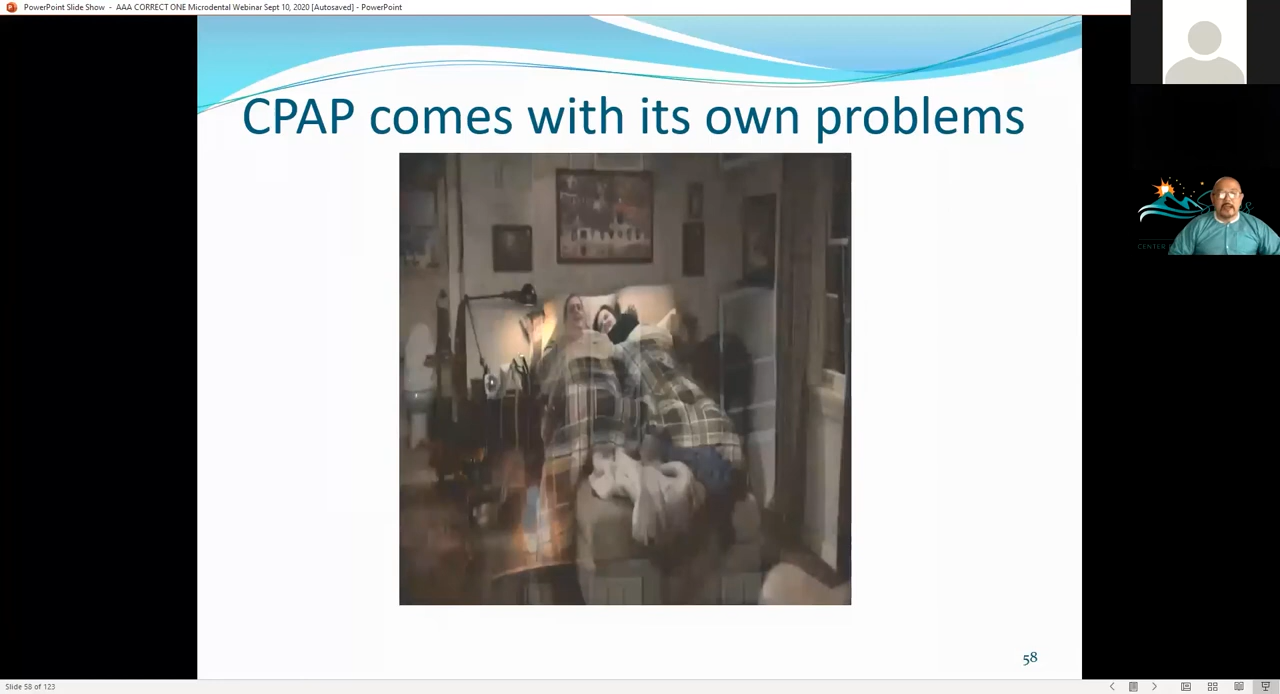 PowerPoint Slide Show - AAA CORRECT ONE Microdental Webinar Sept 10, 2020 [Autosaved] - PowerPoint
CPAP comes with its own problems
CENTER
58
Slide 58 of 123